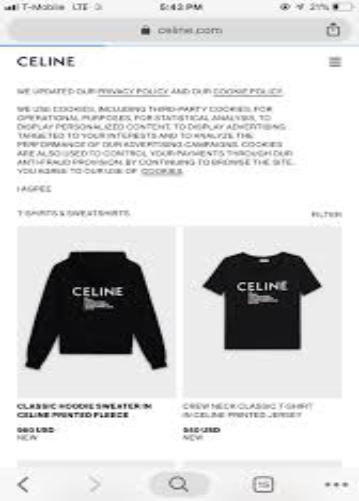 T-Mobile LTE
5:43 PM
21%
celine.com
CELINE
WE UPDATED OUR PRIVACY POLICY AND OUR COOKIE POLICY.
WE USE COOKIES, INCLUDING THIRD-PARTY COOKIES, FOR
OPERATIONAL PURPOSES, FOR STATISTICAL ANALYSIS, TO
DISPLAY PERSONALIZED CONTENT, TO DISPLAY ADVERTISING
TARGETED TO YOUR INTERESTS AND TO ANALYZE THE
PERFORMANCE OF OUR ADVERTISING CAMPAIGNS. COOKIES
ARE ALSO USED TO CONTROL YOUR PAYMENTS THROUGH OUR
ANTI-FRAUD PROVISION. BY CONTINUING TO BROWSE THE SITE,
YOU AGREE TO OUR USE OF COOKIES.
I AGREE
T-SHIRTS & SWEATSHIRTS
FILTER
CELINE
CELINE
CLASSIC HOODIE SWEATER IN
CELINE PRINTED FLEECE
USD
NEW
CREW NECK CLASSIC T-SHIRT
IN CELINE PRINTED JERSEY
USD
NEW